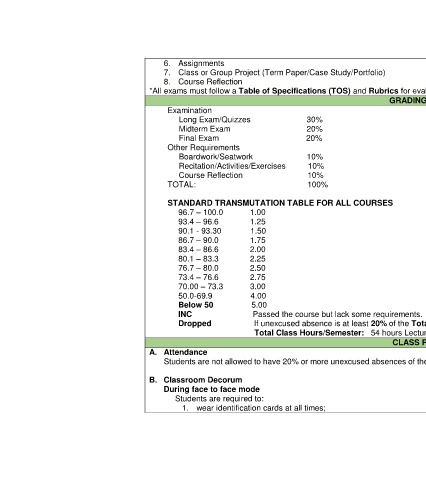 6. Assignments
7. Class or Group Project (Term Paper/Case Study/Portfolio)
8. Course Reflection
*All exams must follow a Table of Specifications (TOS) and Rubrics for eval
GRADING
Examination
Long Exam/Quizzes 30%
Midterm Exam 20%
Final Exam 20%
Other Requirements
Boardwork/Seatwork 10%
Recitation/Activities/Exercises 10%
Course Reflection 10%
TOTAL: 100%
STANDARD TRANSMUTATION TABLE FOR ALL COURSES
96.7 – 100.0 1.00
93.4 – 96.6 1.25
90.1 - 93.30 1.50
86.7 – 90.0 1.75
83.4 – 86.6 2.00
80.1 – 83.3 2.25
76.7 – 80.0 2.50
73.4 – 76.6 2.75
70.00 – 73.3 3.00
50.0-69.9 4.00
Below 50 5.00
INC Passed the course but lack some requirements.
Dropped If unexcused absence is at least 20% of the Tota
Total Class Hours/Semester: 54 hours Lectu
CLASS P
A. Attendance
Students are not allowed to have 20% or more unexcused absences of the
B. Classroom Decorum
During face to face mode
Students are required to:
1. wear identification cards at all times;